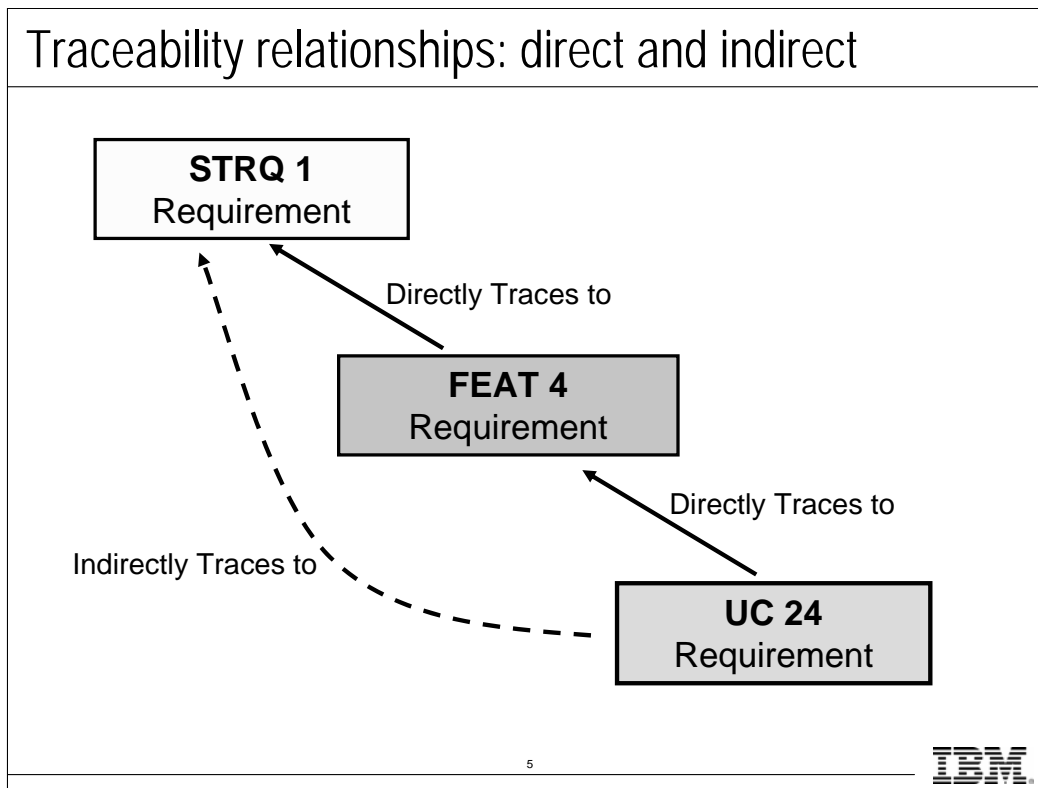 Traceability relationships: direct and indirect
STRQ 1
Requirement
Directly Traces to
FEAT 4
Requirement
Directly Traces to
Indirectly Traces to
UC 24
Requirement
5
IBM.